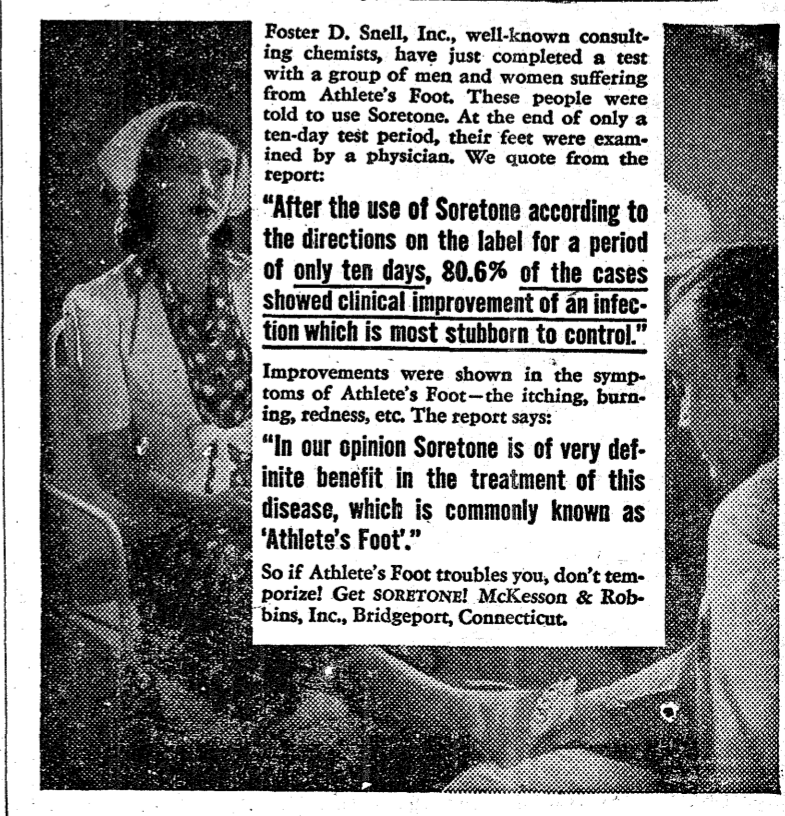 Foster D. Snell, Inc., well-known consult-
ing chemists, have just completed a test
with a group of men and women suffering
from Athlete's Foot. These people were
told to use Soretone. At the end of only a
ten-day test period, their feet were exam-
ined by a physician. We quote from the
report:
"After the use of Soretone according to
the directions on the label for a period
of only ten days, 80.6% of the cases
showed clinical improvement of an infec-
tion which is most stubborn to control."
Improvements were shown in the symp-
toms of Athlete's Foot—the itching, burn-
ing, redness, etc. The report says:
"In our opinion Soretone is of very def-
inite benefit in the treatment of this
disease, which is commonly known as
'Athlete's Foot'."
So if Athlete's Foot troubles you, don't tem-
porize! Get SORETONE! McKesson & Rob-
bins, Inc., Bridgeport, Connecticut.